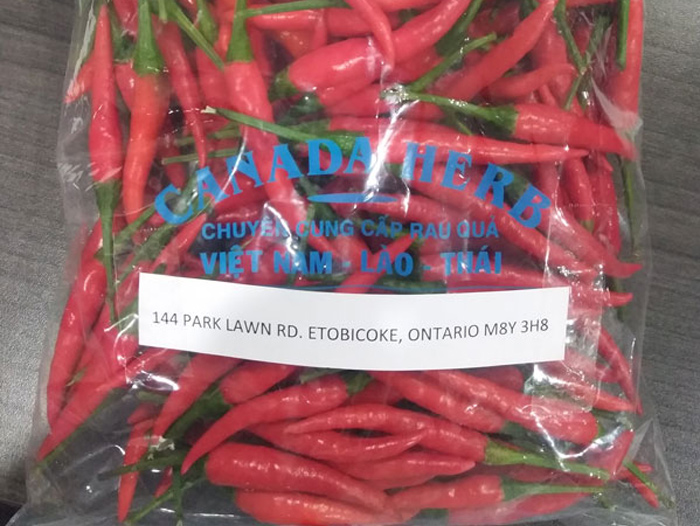 CANADA HERB
CHUYÊN CUNG CẤP RAU QUẢ
VIỆT NAM - LÀO - THÁI
144 PARK LAWN RD. ETOBICOKE, ONTARIO M8Y 3H8